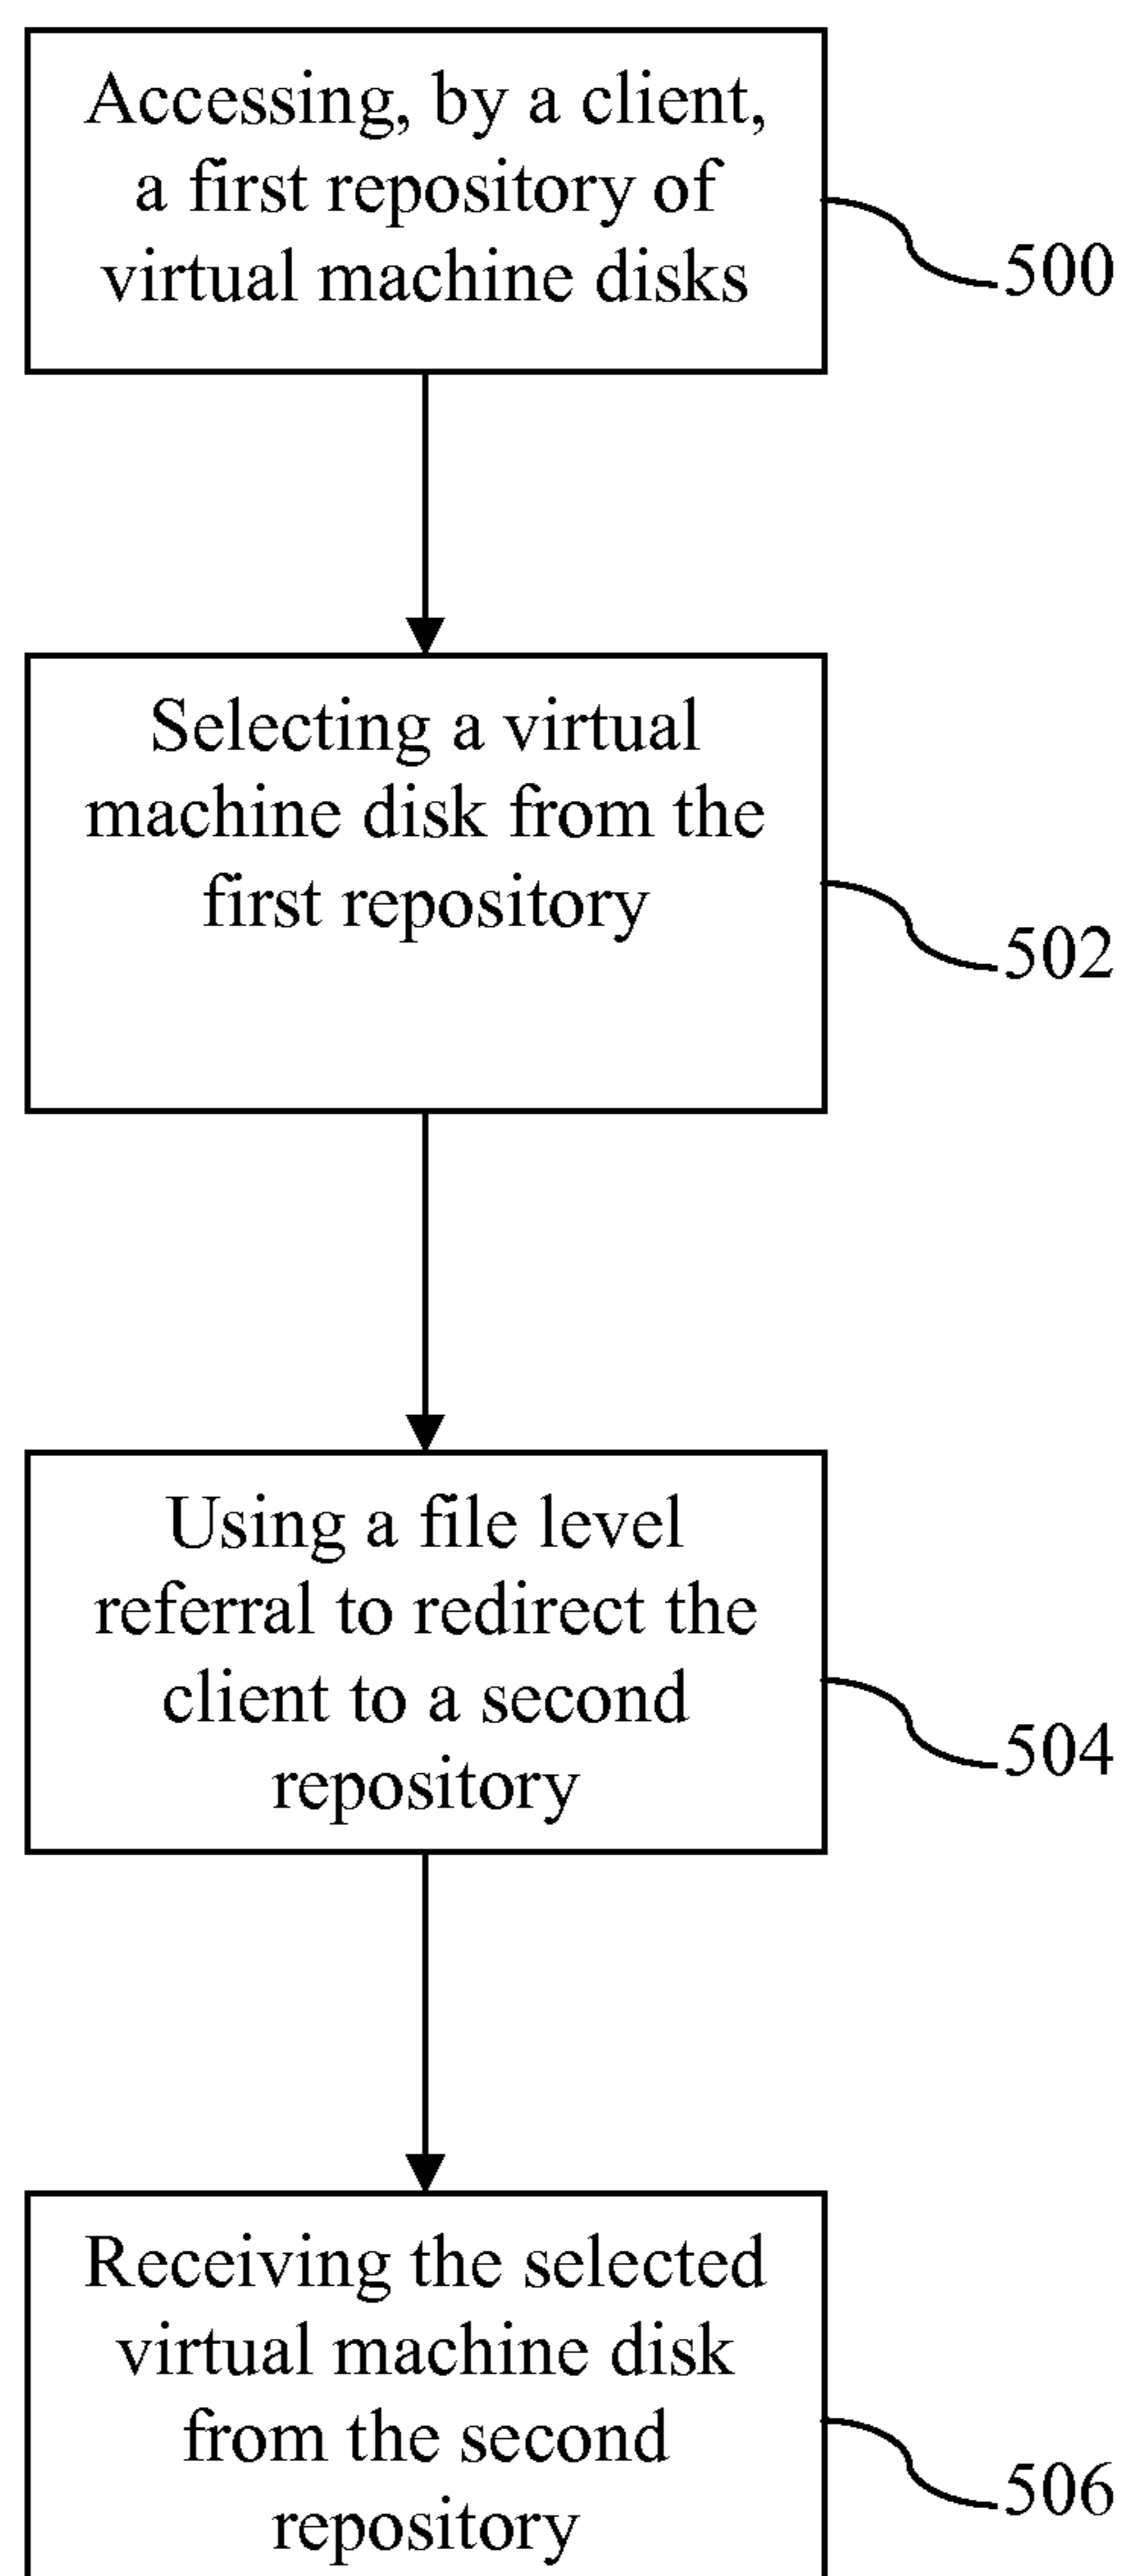 Accessing, by a client,
a first repository of
virtual machine disks
500
Selecting a virtual
machine disk from the
first repository
502
Using a file level
referral to redirect the
client to a second
repository
504
Receiving the selected
virtual machine disk
from the second
repository
506